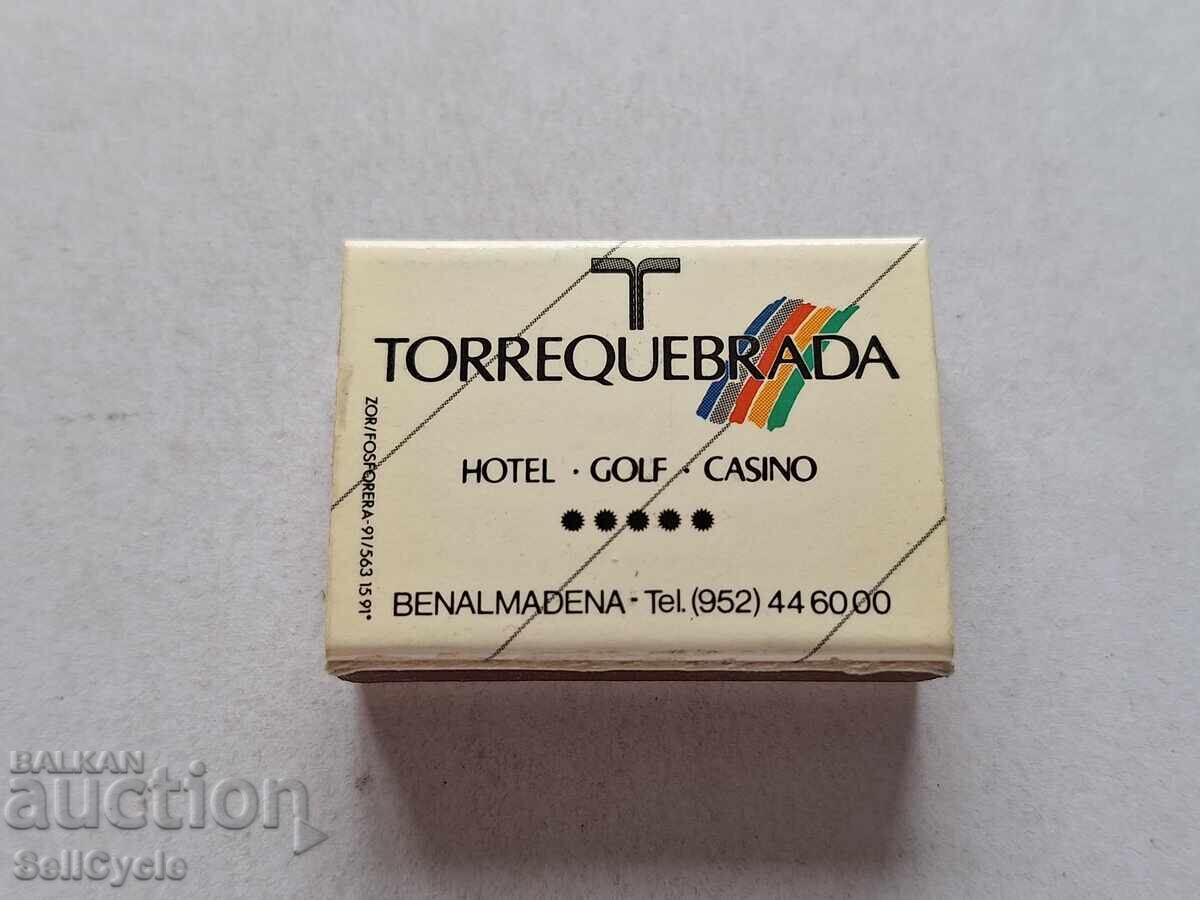 T
TORREQUEBRADA
HOTEL · GOLF · CASINO
BENALMADENA - Tel. (952) 44 60 00
ZOR/FOSFORERA-91/563 15 91*
BALKAN
auction
SellCycle